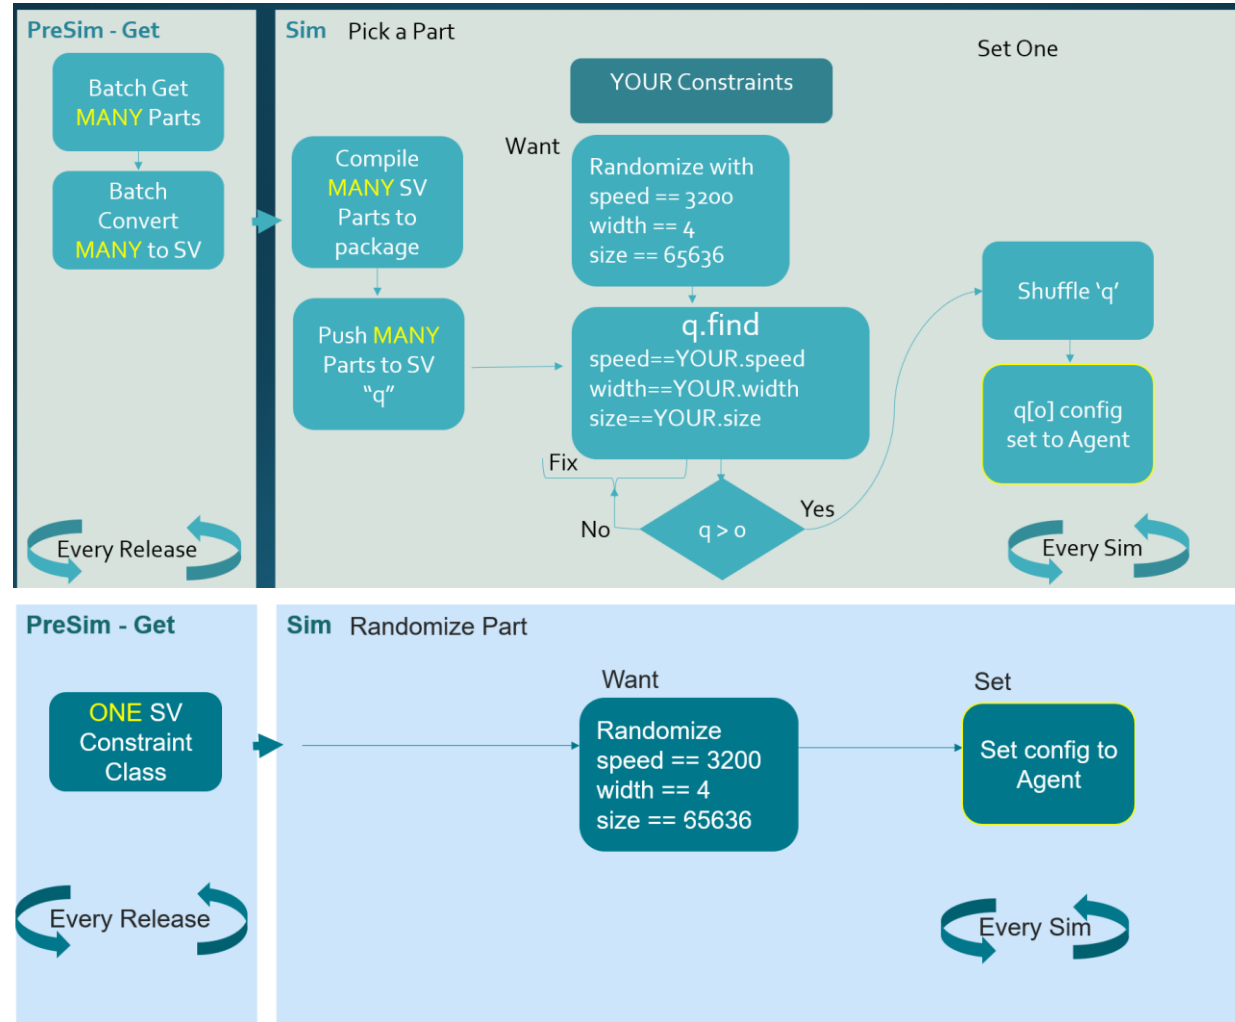 PreSim - Get
Batch Get
MANY Parts
Batch
Convert
MANY to SV
Every Release
Sim Pick a Part
Set One
YOUR Constraints
Want
Compile
MANY SV
Parts to
package
Randomize with
speed == 3200
width == 4
size == 65636
Push MANY
Parts to SV
“q”
q.find
speed==YOUR.speed
width==YOUR.width
size==YOUR.size
Fix
No
q > 0
Yes
Shuffle ‘q’
q[0] config
set to Agent
Every Sim
PreSim - Get
ONE SV
Constraint
Class
Every Release
Sim Randomize Part
Want
Randomize
speed == 3200
width == 4
size == 65636
Set
Set config to
Agent
Every Sim